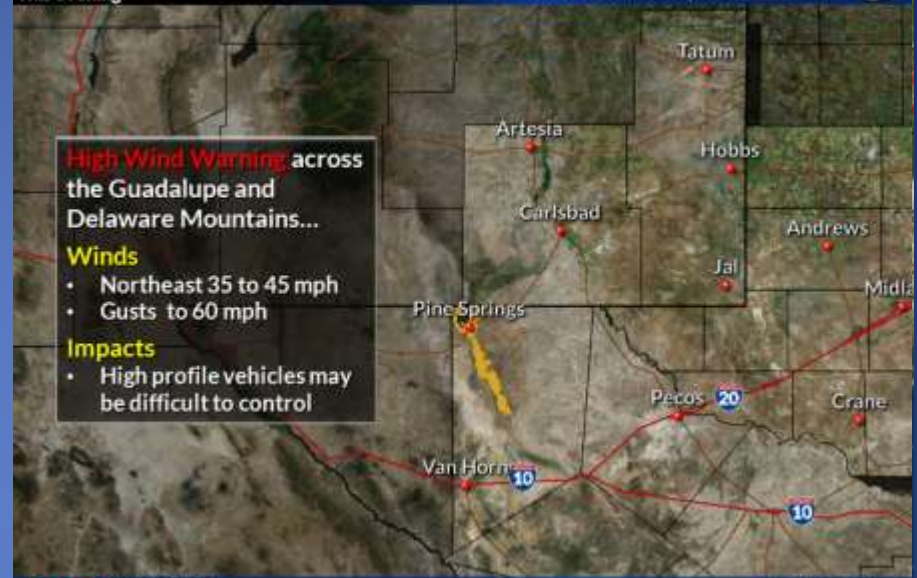 Tatum
Artesia
Hobbs
High Wind Warning across
the Guadalupe and
Delaware Mountains...
Winds
• Northeast 35 to 45 mph
• Gusts to 60 mph
Impacts
• High profile vehicles may
be difficult to control
Carlsbad
Andrews
Jal
Midla
Pine Springs
Pecos
20
Crane
Van Horn
10
10